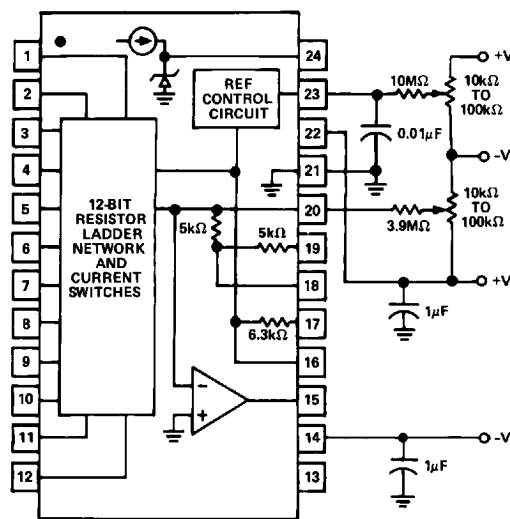 1
2
3
4
5
6
7
8
9
10
11
12
12-BIT
RESISTOR
LADDER
NETWORK
AND
CURRENT
SWITCHES
REF
CONTROL
CIRCUIT
5kΩ
5kΩ
6.3kΩ
−
+
24
23
22
21
20
19
18
17
16
15
14
13
10MΩ
0.01μF
3.9MΩ
1μF
1μF
+V
10kΩ
TO
100kΩ
−V
10kΩ
TO
100kΩ
+V
−V